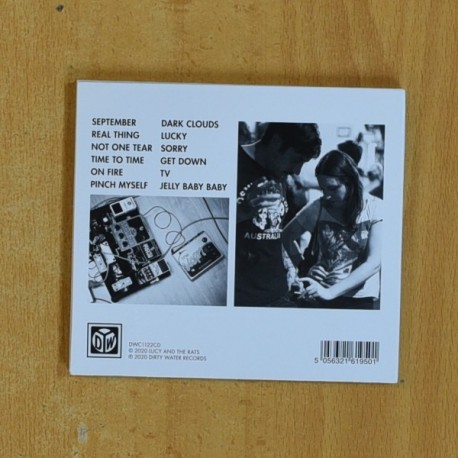 SEPTEMBER
REAL THING
NOT ONE TEAR
TIME TO TIME
ON FIRE
PINCH MYSELF
DARK CLOUDS
LUCKY
SORRY
GET DOWN
TV
JELLY BABY BABY
AUSTRALIA
DW
DWC1122CD
© 2020 LUCY AND THE RATS
© 2020 DIRTY WATER RECORDS
5 056321 619501